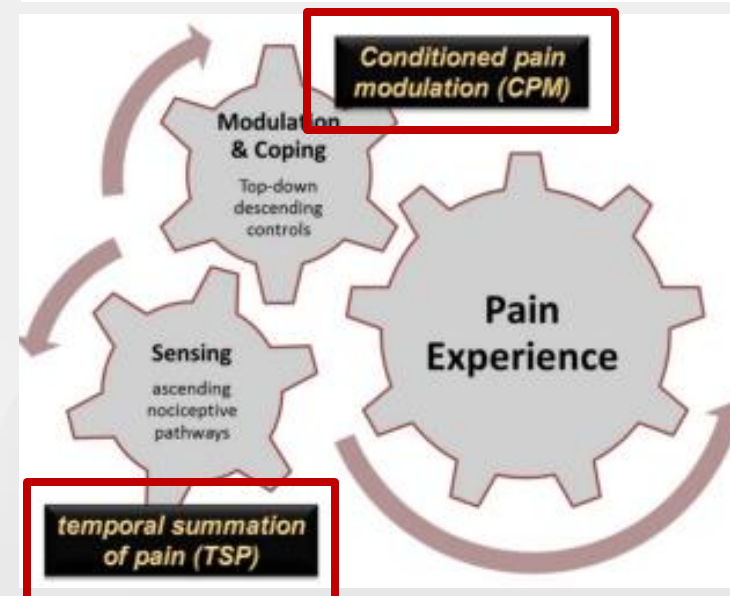 Conditioned pain
modulation (CPM)
Modulation
& Coping
Top-down
descending
controls
Pain
Experience
Sensing
ascending
nociceptive
pathways
temporal summation
of pain (TSP)